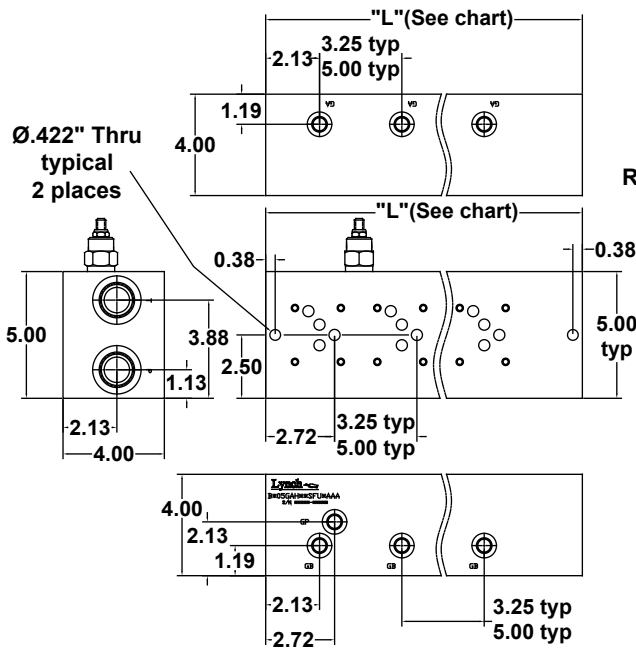 "L"(See chart)
2.13
3.25 typ
5.00 typ
GA
GA
GA
1.19
4.00
Ø.422" Thru
typical
2 places
R
"L"(See chart)
0.38
0.38
5.00
3.88
1.13
2.50
5.00
typ
2.13
4.00
2.72
3.25 typ
5.00 typ
Lynch
4.00
GP
2.13
1.19
GB
GB
GB
2.13
2.72
3.25 typ
5.00 typ